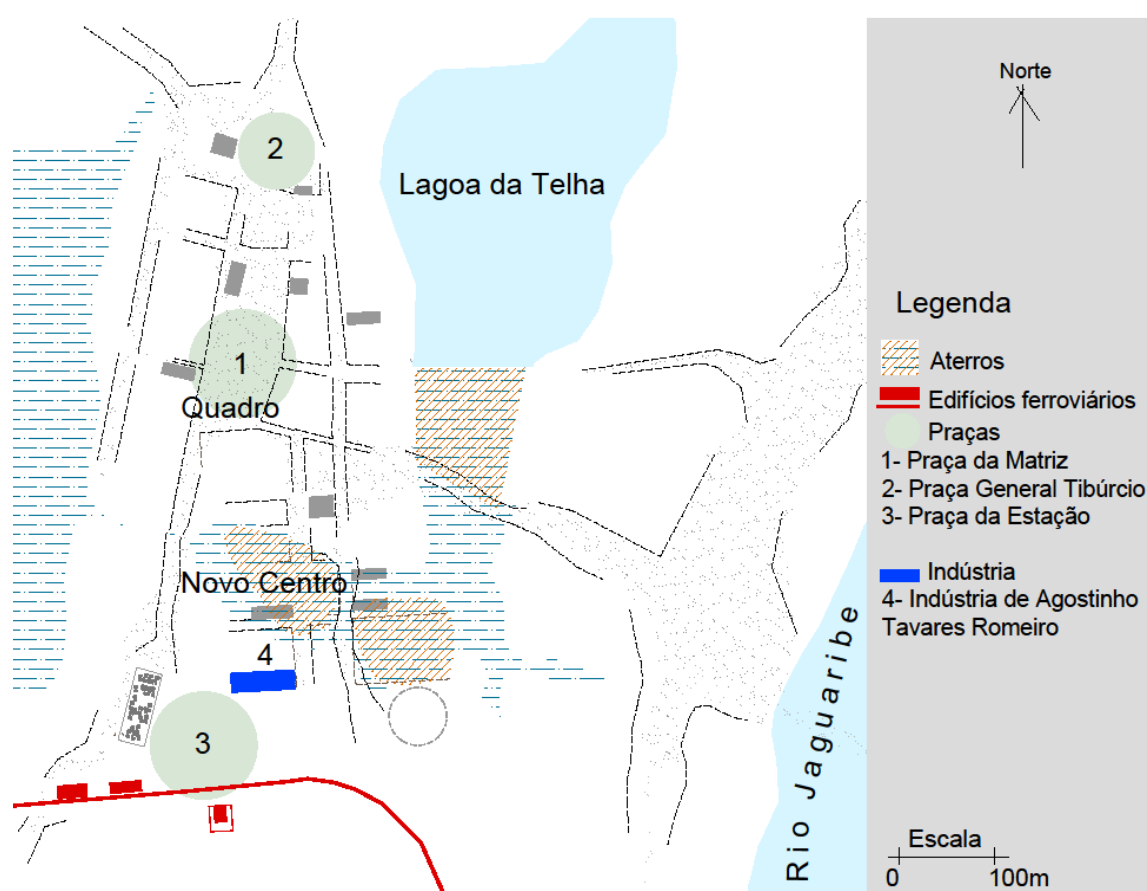 2
Lagoa da Telha
1
Quadro
Novo Centro
4
3
Rio Jaguaribe
Norte
Legenda
Aterros
Edifícios ferroviários
Praças
1- Praça da Matriz
2- Praça General Tibúrcio
3- Praça da Estação
Indústria
4- Indústria de Agostinho
Tavares Romeiro
Escala
0 100m